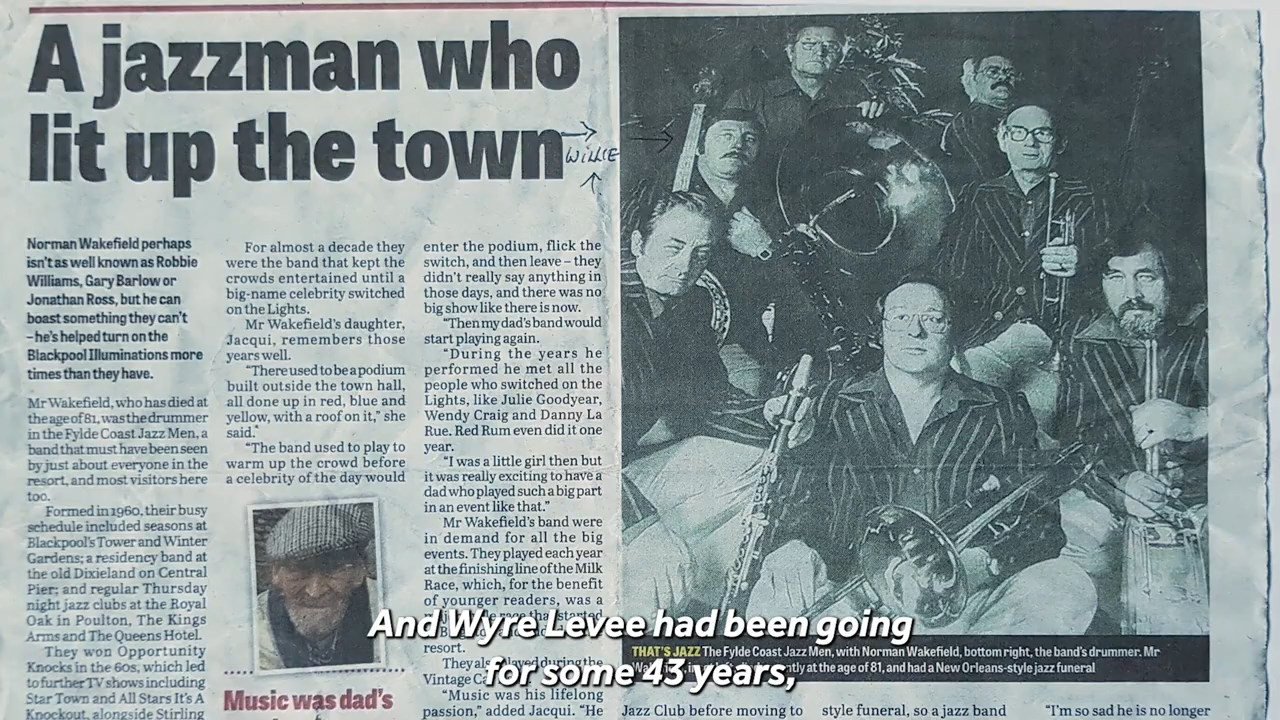 A jazzman who
lit up the town
WILLIE
Norman Wakefield perhaps
isn't as well known as Robbie
Williams, Gary Barlow or
Jonathan Ross, but he can
boast something they can't
– he's helped turn on the
Blackpool Illuminations more
times than they have.
Mr Wakefield, who has died at
the age of 81, was the drummer
in the Fylde Coast Jazz Men, a
band that must have been seen
by just about everyone in the
resort, and most visitors here
too.
Formed in 1960, their busy
schedule included seasons at
Blackpool's Tower and Winter
Gardens; a residency band at
the old Dixieland on Central
Pier; and regular Thursday
night jazz clubs at the Royal
Oak in Poulton, The Kings
Arms and The Queens Hotel.
They won Opportunity
Knocks in the 60s, which led
to further TV shows including
Star Town and All Stars It's A
Knockout, alongside Stirling
For almost a decade they
were the band that kept the
crowds entertained until a
big-name celebrity switched
on the Lights.
Mr Wakefield's daughter,
Jacqui, remembers those
years well.
"There used to be a podium
built outside the town hall,
all done up in red, blue and
yellow, with a roof on it," she
said.
"The band used to play to
warm up the crowd before
a celebrity of the day would
Music was dad's
enter the podium, flick the
switch, and then leave – they
didn't really say anything in
those days, and there was no
big show like there is now.
"Then my dad's band would
start playing again.
"During the years he
performed he met all the
people who switched on the
Lights, like Julie Goodyear,
Wendy Craig and Danny La
Rue. Red Rum even did it one
year.
"I was a little girl then but
it was really exciting to have a
dad who played such a big part
in an event like that."
Mr Wakefield's band were
in demand for all the big
events. They played each year
at the finishing line of the Milk
Race, which, for the benefit
of younger readers, was a
that started
resort.
They also played during the
Vintage
"Music was his lifelong
passion," added Jacqui. "He
THAT'S JAZZ The Fylde Coast Jazz Men, with Norman Wakefield, bottom right, the band's drummer. Mr
at the age of 81, and had a New Orleans-style jazz funeral
Jazz Club before moving to
style funeral, so a jazz band
"I'm so sad he is no longer
And Wyre Levee had been going
for some 43 years,